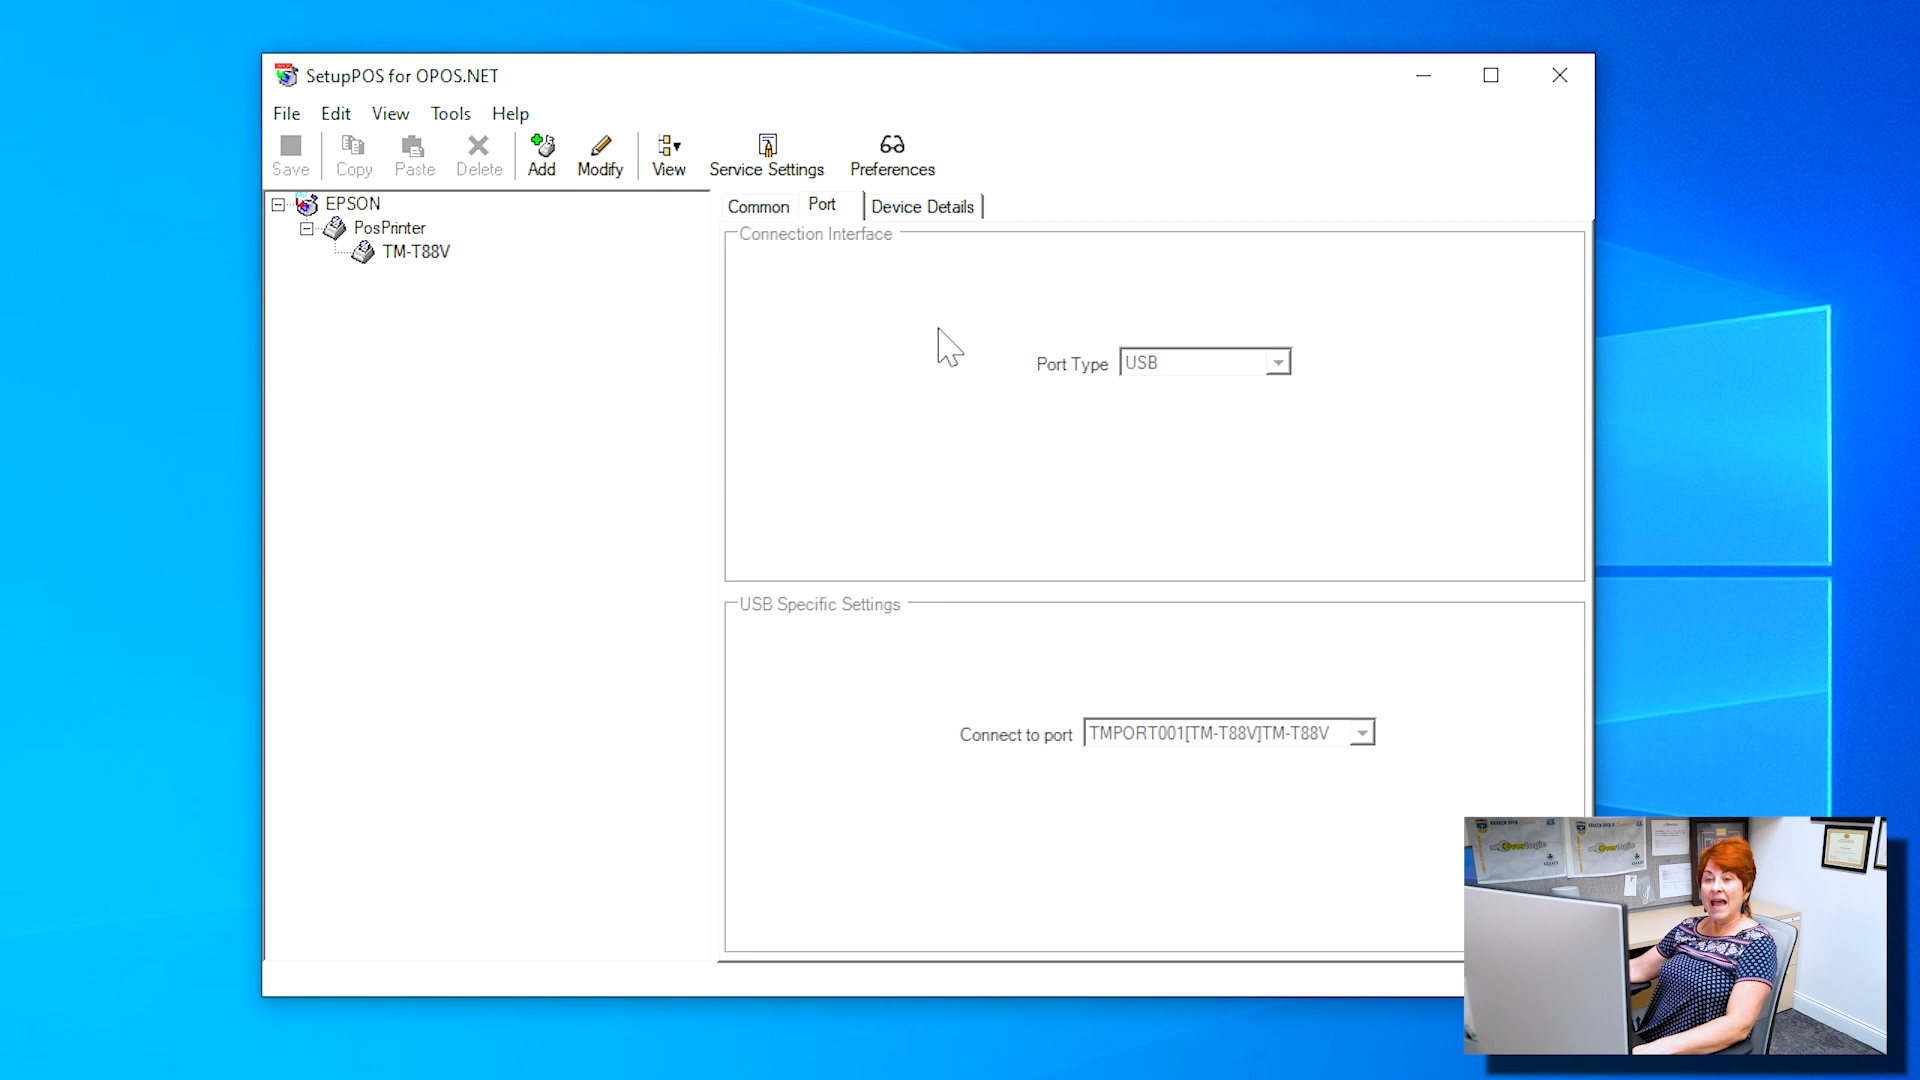 SetupPOS for OPOS.NET
File Edit View Tools Help
Save Copy Paste Delete Add Modify View Service Settings Preferences
EPSON
PosPrinter
TM-T88V
Common Port Device Details
Connection Interface
Port Type USB
USB Specific Settings
Connect to port TMPORT001[TM-T88V]TM-T88V
Everlogic
Everlogic